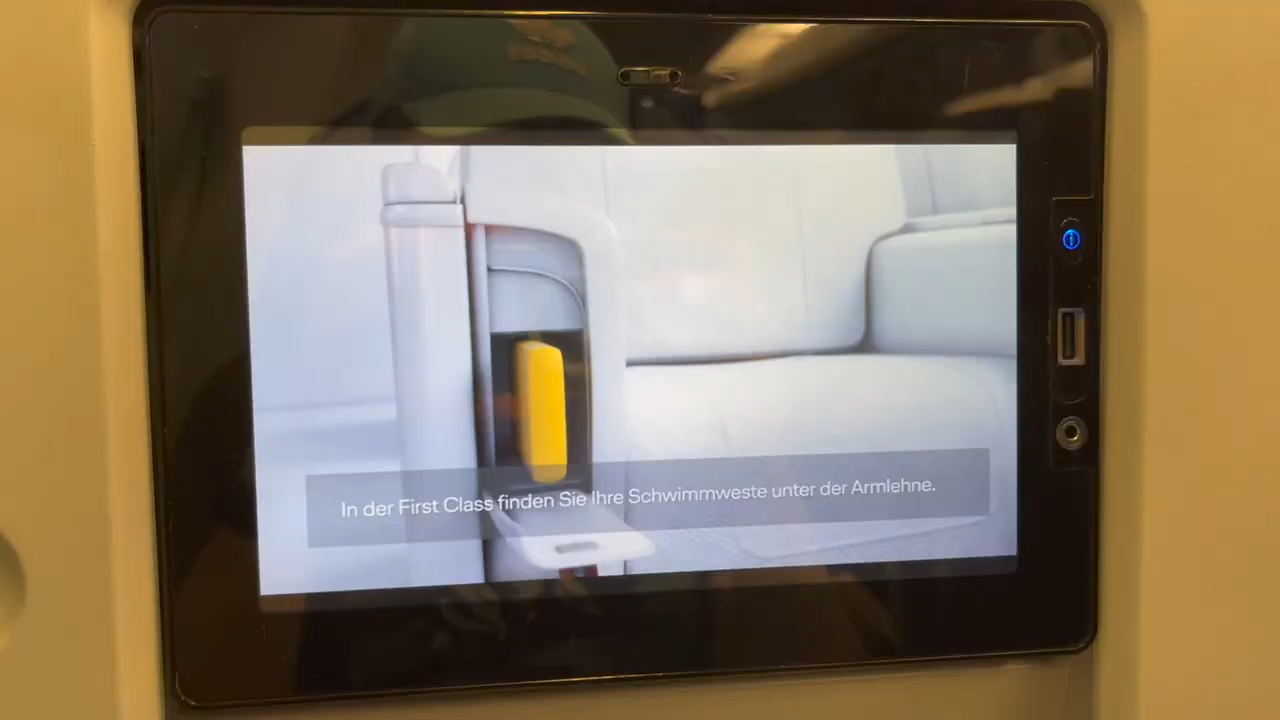 In der First Class finden Sie Ihre Schwimmweste unter der Armlehne.